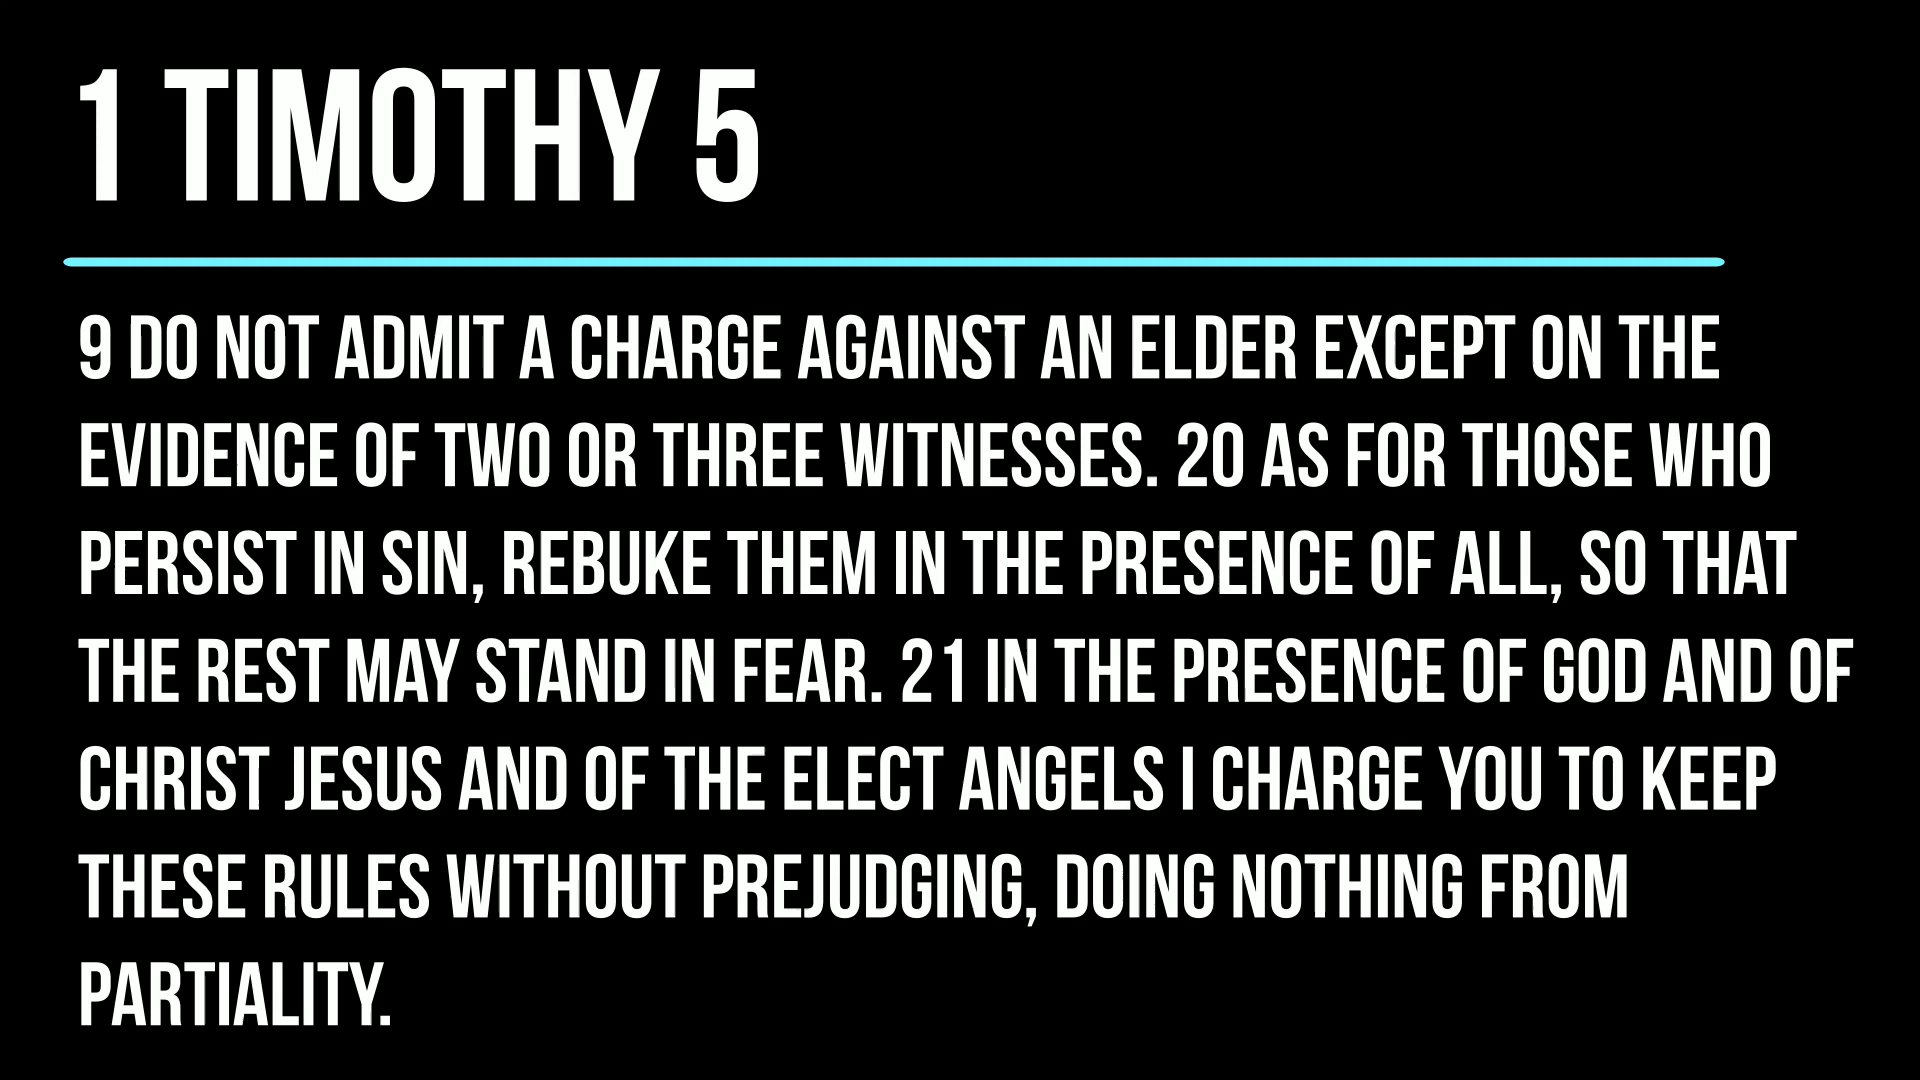 1 TIMOTHY 5
9 DO NOT ADMIT A CHARGE AGAINST AN ELDER EXCEPT ON THE
EVIDENCE OF TWO OR THREE WITNESSES. 20 AS FOR THOSE WHO
PERSIST IN SIN, REBUKE THEM IN THE PRESENCE OF ALL, SO THAT
THE REST MAY STAND IN FEAR. 21 IN THE PRESENCE OF GOD AND OF
CHRIST JESUS AND OF THE ELECT ANGELS I CHARGE YOU TO KEEP
THESE RULES WITHOUT PREJUDGING, DOING NOTHING FROM
PARTIALITY.